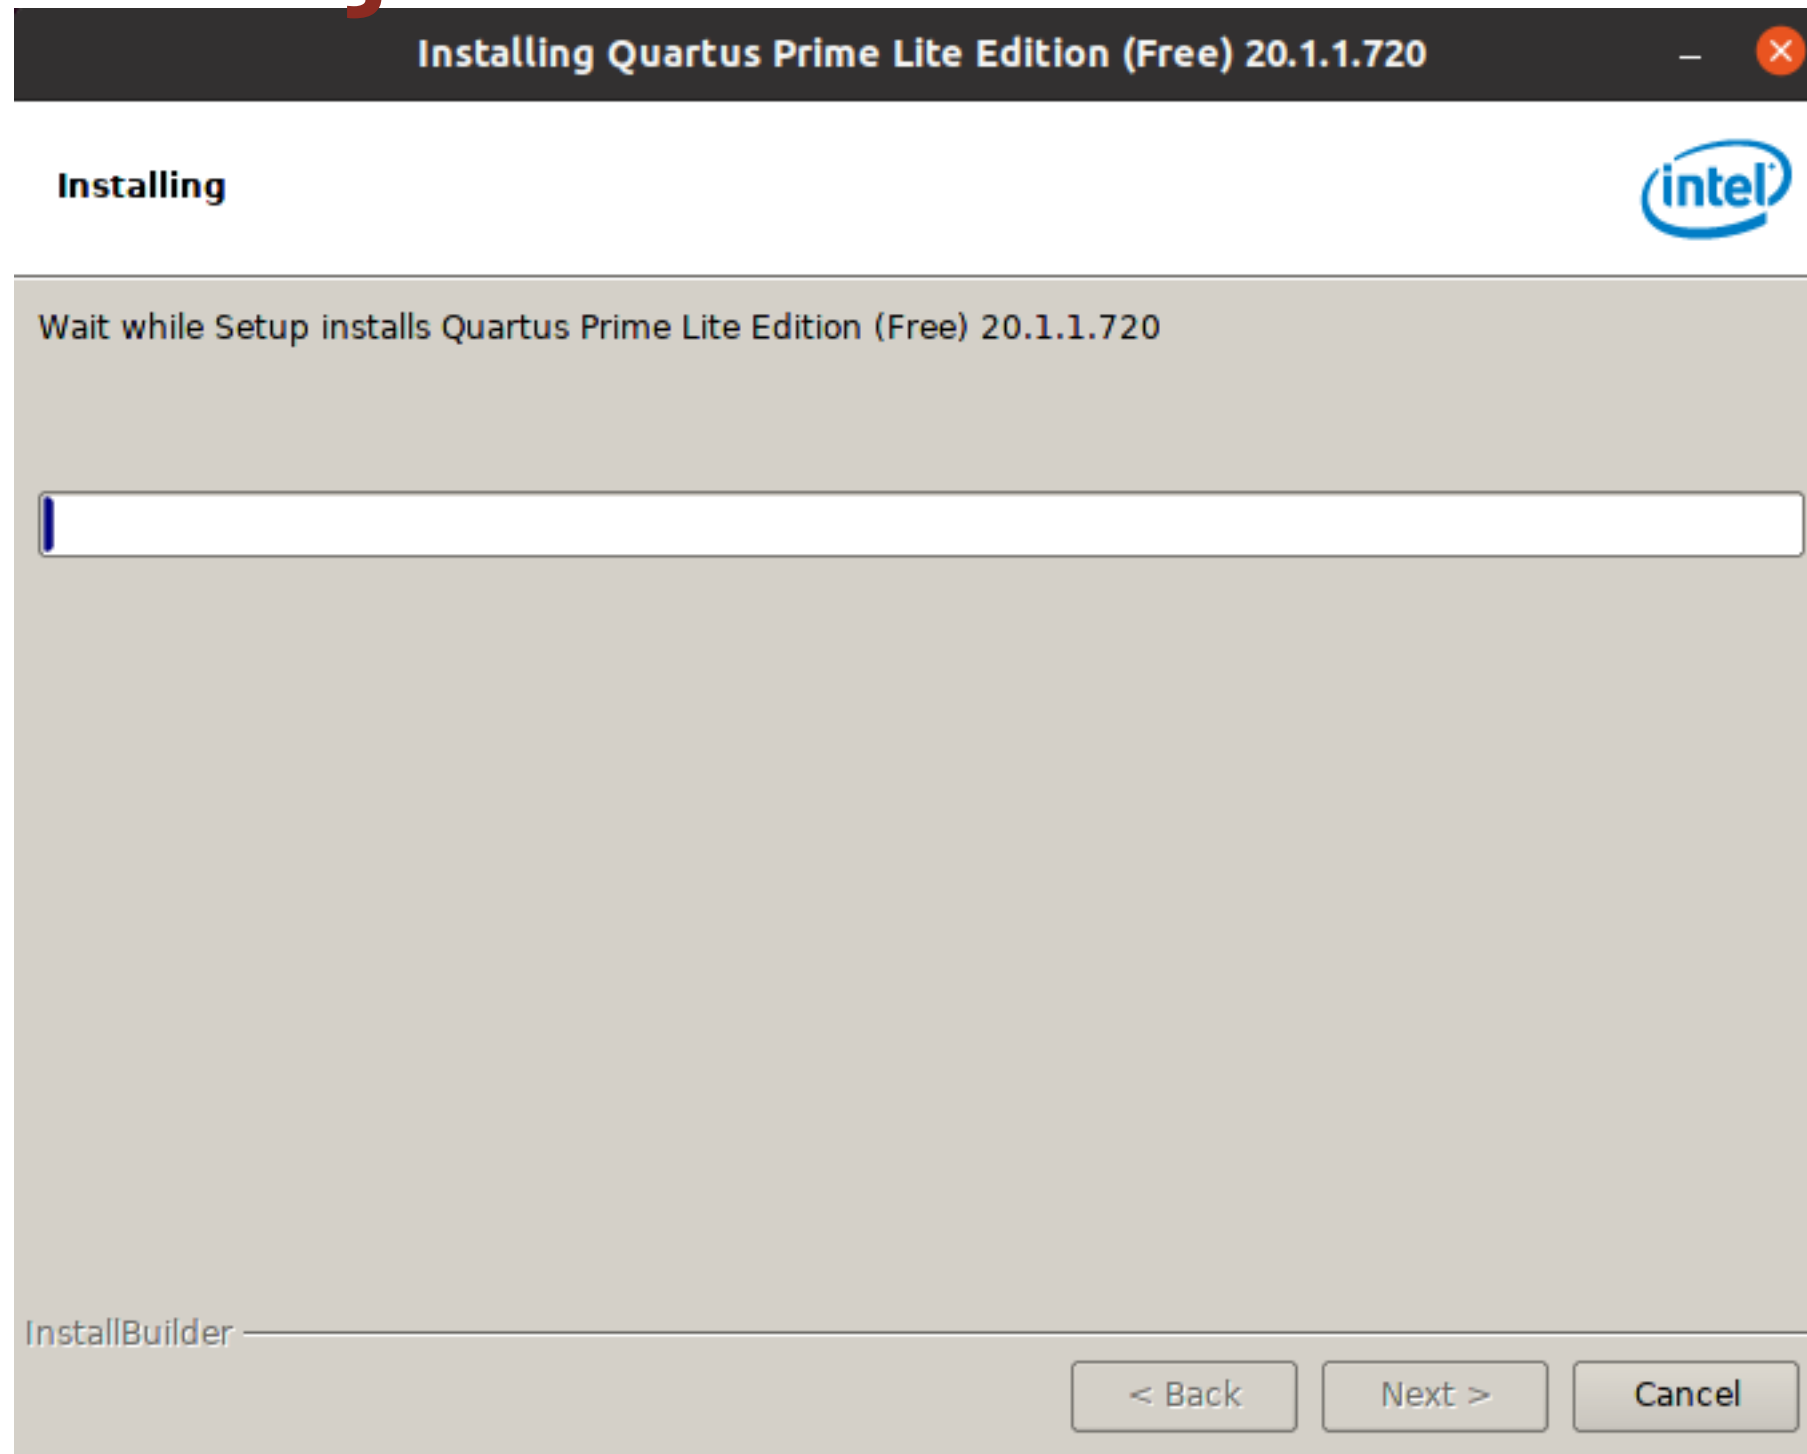 Installing Quartus Prime Lite Edition (Free) 20.1.1.720
Installing
intel
Wait while Setup installs Quartus Prime Lite Edition (Free) 20.1.1.720
InstallBuilder
< Back
Next >
Cancel